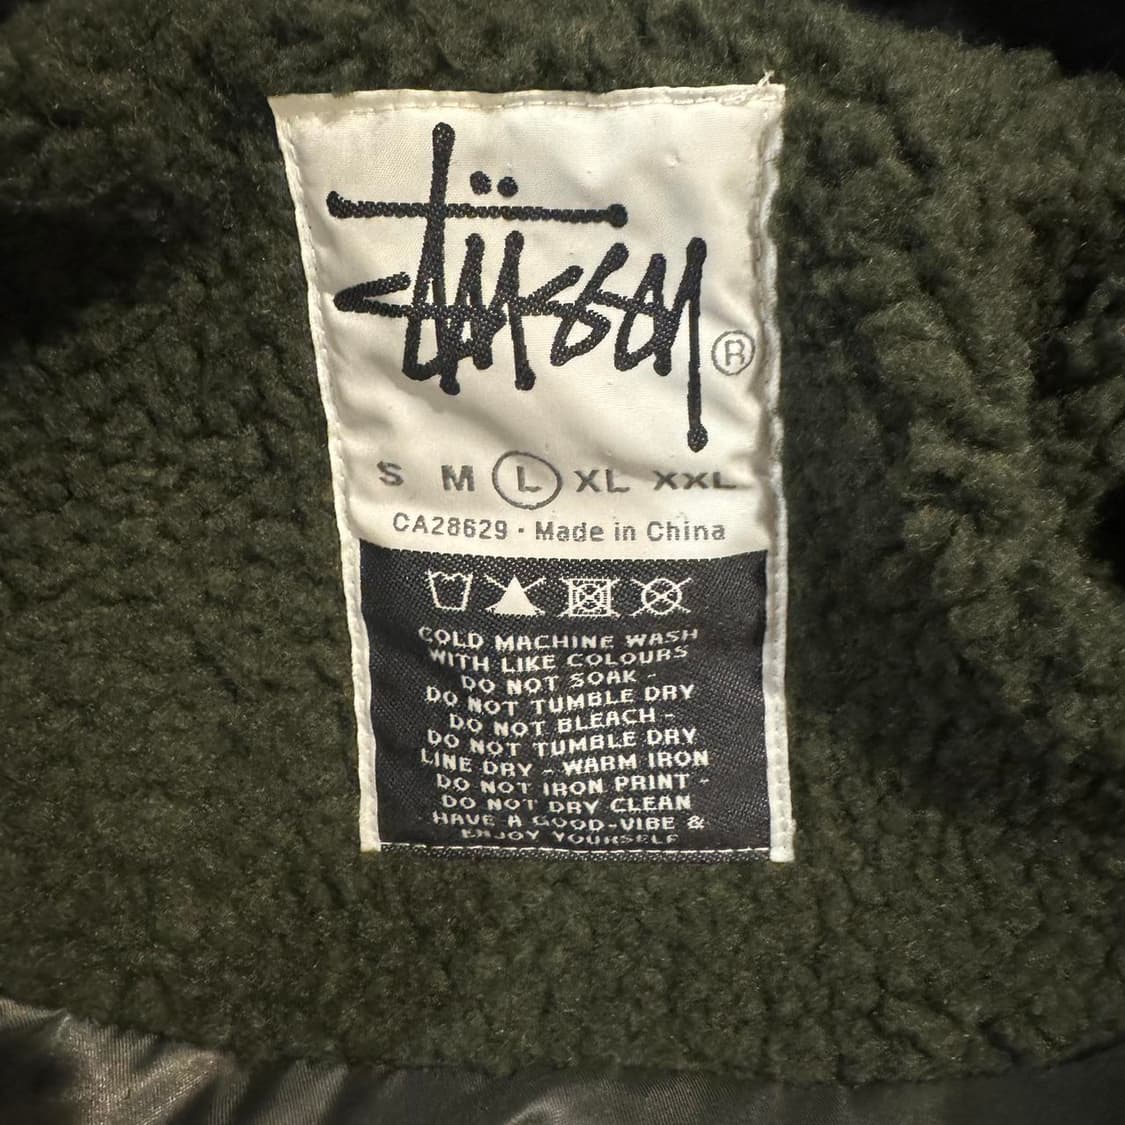 Stüssy ®
S M L XL XXL
CA28629 · Made in China
COLD MACHINE WASH
WITH LIKE COLOURS
DO NOT SOAK -
DO NOT TUMBLE DRY
DO NOT BLEACH -
DO NOT TUMBLE DRY
LINE DRY - WARM IRON
DO NOT IRON PRINT -
DO NOT DRY CLEAN
HAVE A GOOD-VIBE &
ENJOY YOURSELF